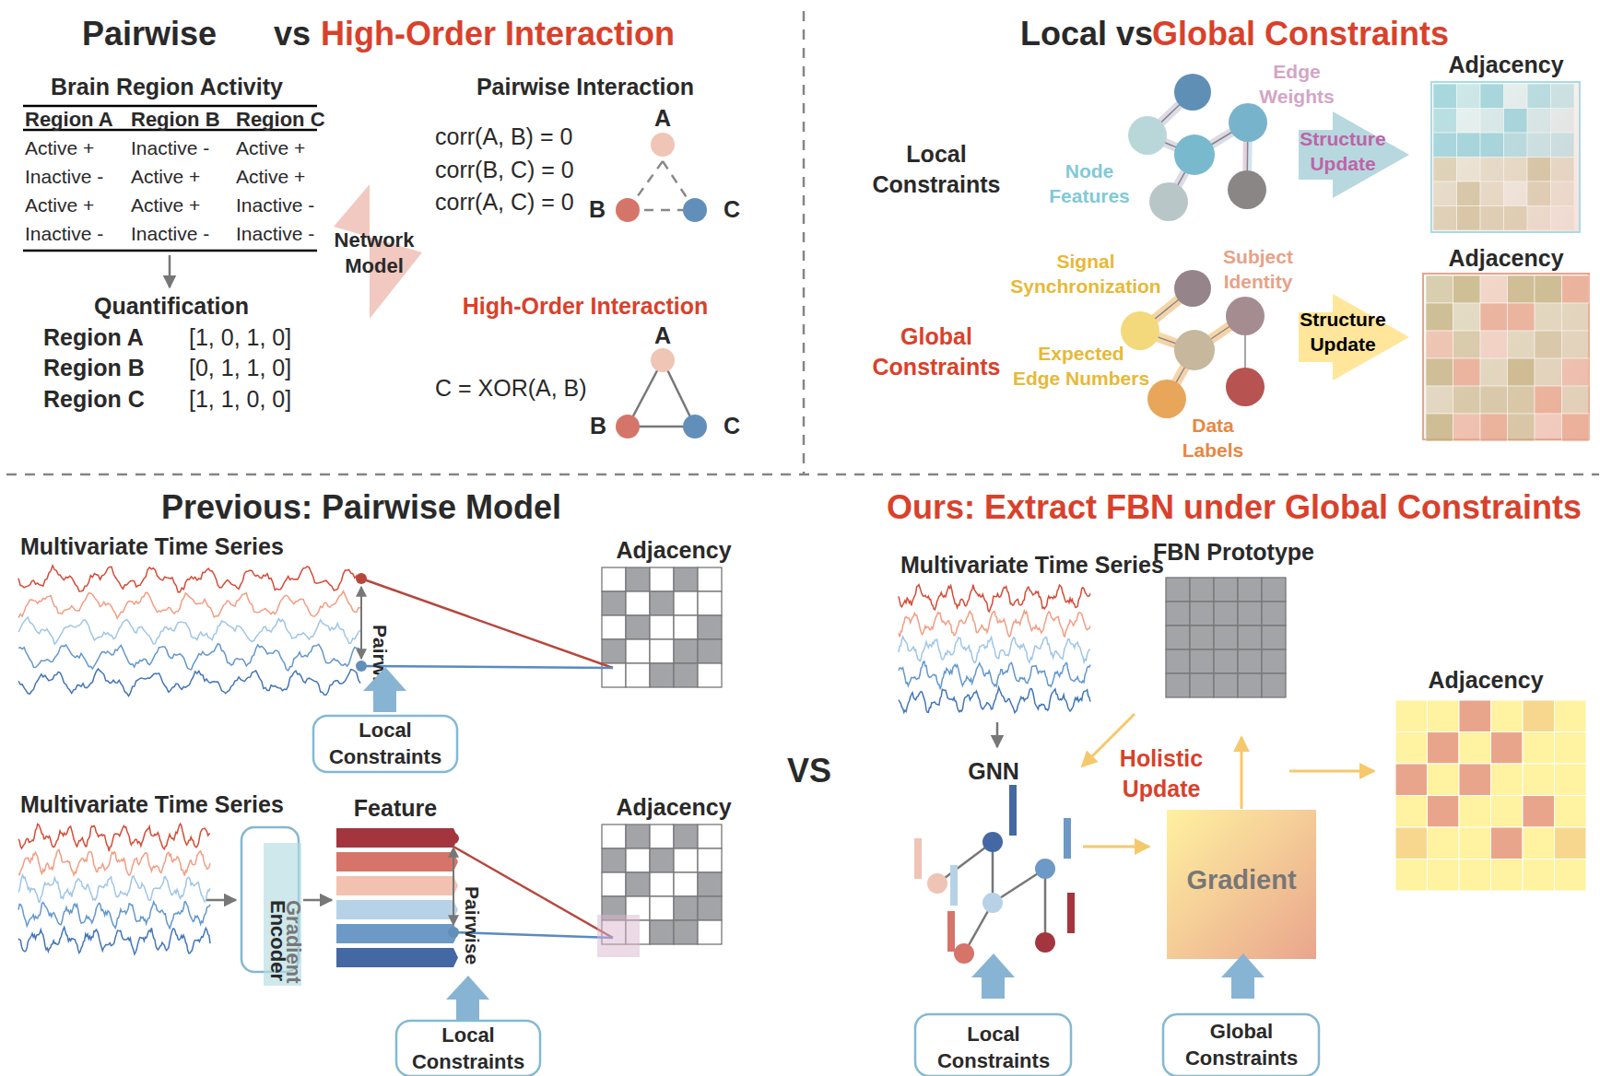 Pairwise vs High-Order Interaction
Brain Region Activity
Region A Region B Region C
Active + Inactive - Active +
Inactive - Active + Active +
Active + Active + Inactive -
Inactive - Inactive - Inactive -
Quantification
Region A [1, 0, 1, 0]
Region B [0, 1, 1, 0]
Region C [1, 1, 0, 0]
Network
Model
Pairwise Interaction
corr(A, B) = 0
corr(B, C) = 0
corr(A, C) = 0
A
B
C
High-Order Interaction
C = XOR(A, B)
A
B
C
Local vs Global Constraints
Local
Constraints
Edge
Weights
Node
Features
Structure
Update
Adjacency
Global
Constraints
Signal
Synchronization
Subject
Identity
Expected
Edge Numbers
Data
Labels
Structure
Update
Adjacency
Previous: Pairwise Model
Multivariate Time Series
Adjacency
Local
Constraints
Multivariate Time Series
Gradient
Encoder
Feature
Pairwise
Adjacency
Local
Constraints
VS
Ours: Extract FBN under Global Constraints
Multivariate Time Series
FBN Prototype
GNN
Holistic
Update
Gradient
Adjacency
Local
Constraints
Global
Constraints